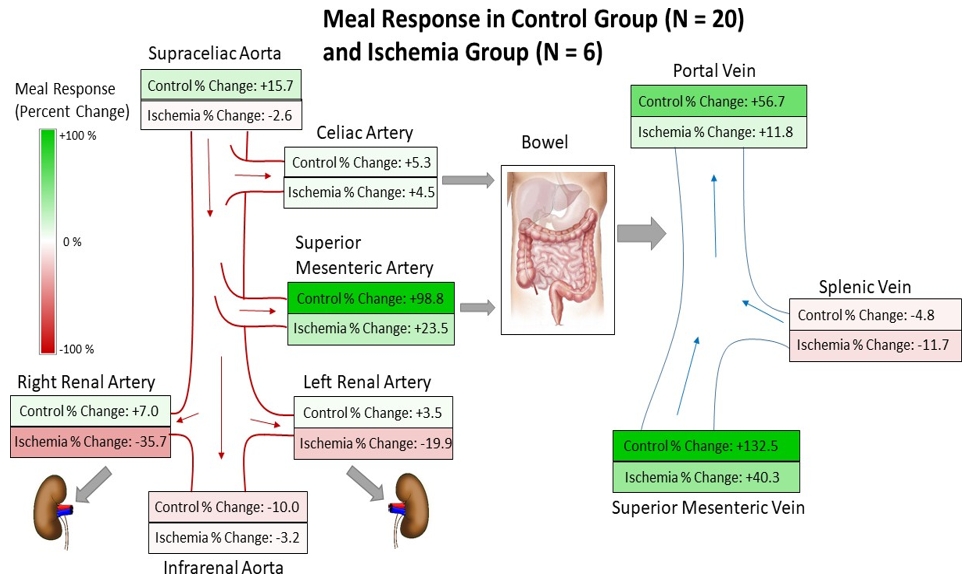 Meal Response in Control Group (N = 20)
and Ischemia Group (N = 6)
Supraceliac Aorta
Control % Change: +15.7
Ischemia % Change: -2.6
Meal Response
(Percent Change)
+100 %
0 %
-100 %
Celiac Artery
Control % Change: +5.3
Ischemia % Change: +4.5
Superior
Mesenteric Artery
Control % Change: +98.8
Ischemia % Change: +23.5
Right Renal Artery
Control % Change: +7.0
Ischemia % Change: -35.7
Left Renal Artery
Control % Change: +3.5
Ischemia % Change: -19.9
Control % Change: -10.0
Ischemia % Change: -3.2
Infrarenal Aorta
Bowel
Portal Vein
Control % Change: +56.7
Ischemia % Change: +11.8
Splenic Vein
Control % Change: -4.8
Ischemia % Change: -11.7
Control % Change: +132.5
Ischemia % Change: +40.3
Superior Mesenteric Vein